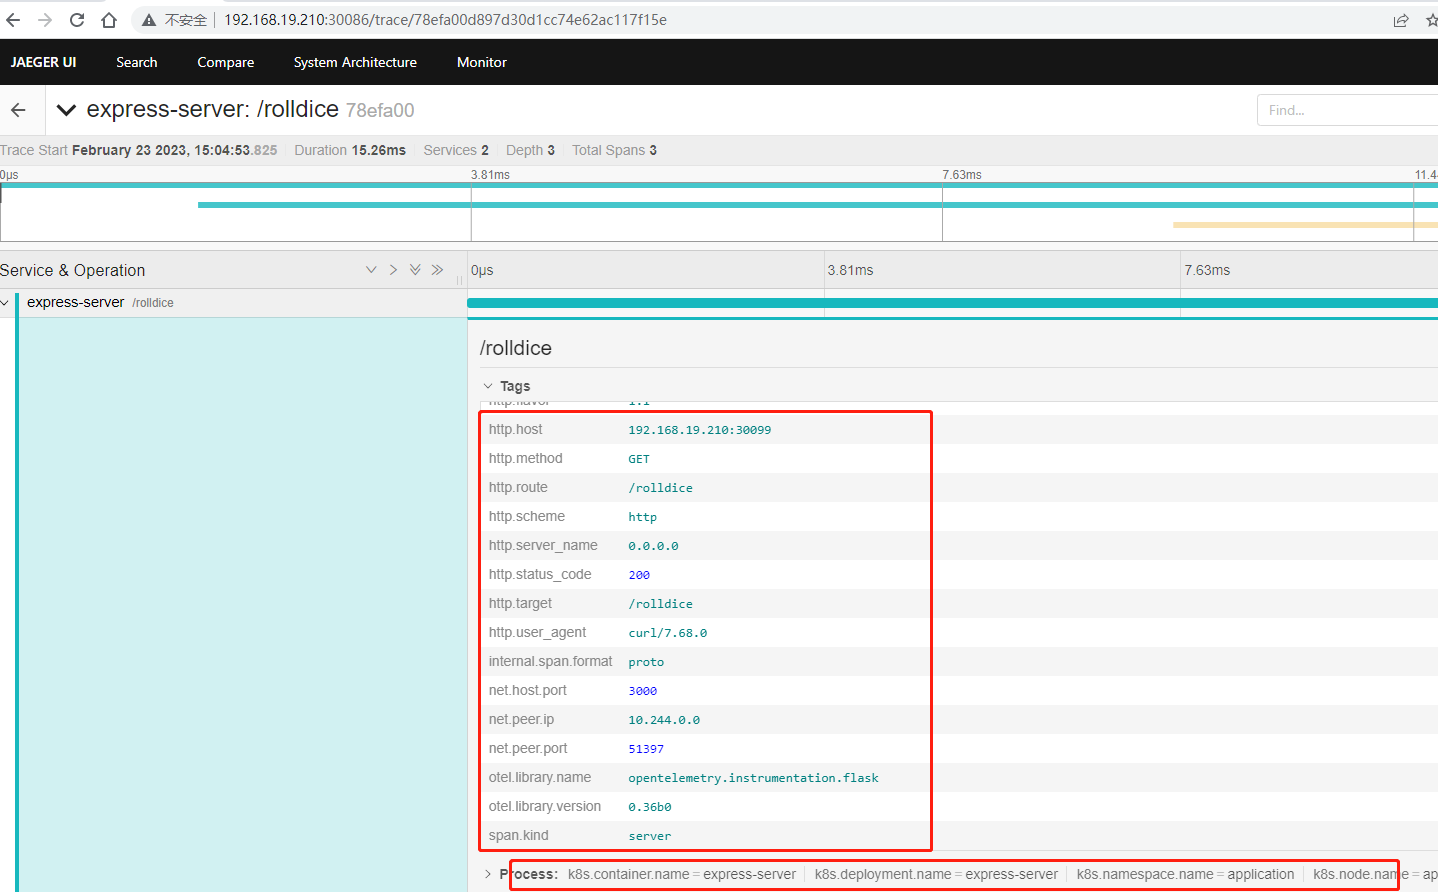 不安全 192.168.19.210:30086/trace/78efa00d897d30d1cc74e62ac117f15e
JAEGER UI Search Compare System Architecture Monitor
express-server: /rolldice 78efa00 Find...
Trace Start February 23 2023, 15:04:53.825 Duration 15.26ms Services 2 Depth 3 Total Spans 3
0μs 3.81ms 7.63ms 11.4
Service & Operation 0μs 3.81ms 7.63ms
express-server /rolldice
/rolldice
Tags
http.flavor 1.1
http.host 192.168.19.210:30099
http.method GET
http.route /rolldice
http.scheme http
http.server_name 0.0.0.0
http.status_code 200
http.target /rolldice
http.user_agent curl/7.68.0
internal.span.format proto
net.host.port 3000
net.peer.ip 10.244.0.0
net.peer.port 51397
otel.library.name opentelemetry.instrumentation.flask
otel.library.version 0.36b0
span.kind server
Process: k8s.container.name = express-server k8s.deployment.name = express-server k8s.namespace.name = application k8s.node.name = ap